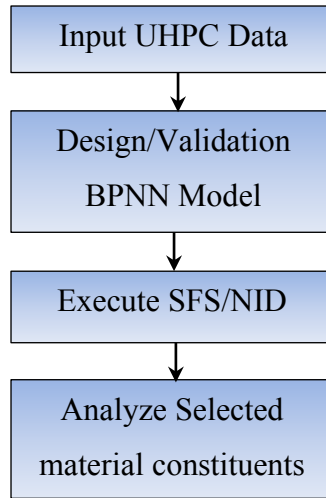 Input UHPC Data
Design/Validation
BPNN Model
Execute SFS/NID
Analyze Selected
material constituents